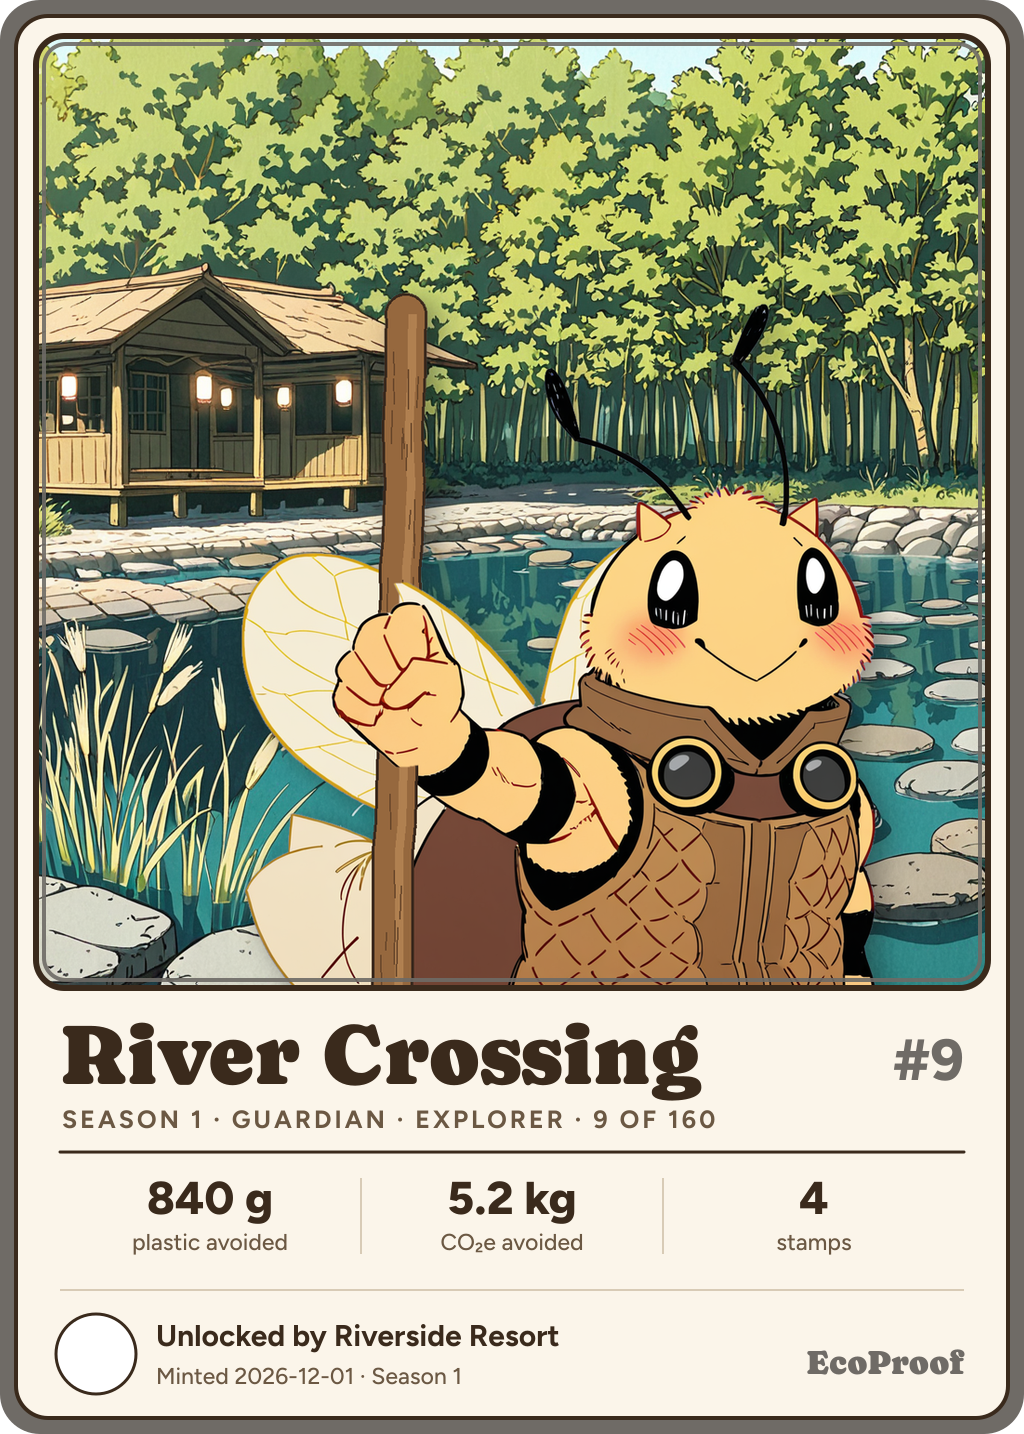 River Crossing
#9
SEASON 1 · GUARDIAN · EXPLORER · 9 OF 160
840 g
plastic avoided
5.2 kg
CO₂e avoided
4
stamps
Unlocked by Riverside Resort
Minted 2026-12-01 · Season 1
EcoProof